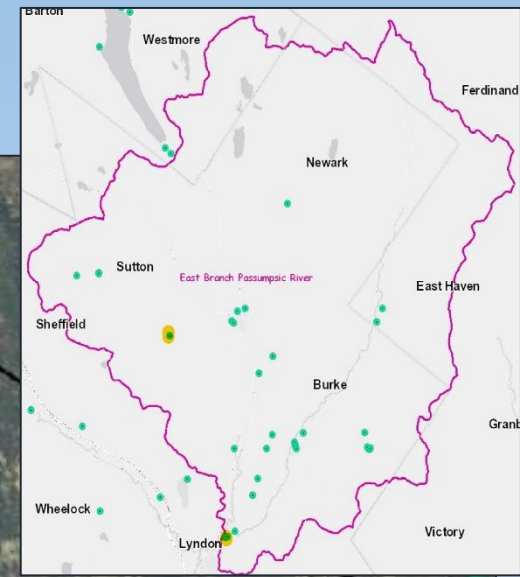 Barton
Westmore
Ferdinand
Newark
Sutton
East Branch Passumpsic River
East Haven
Sheffield
Burke
Granb
Wheelock
Victory
Lyndon